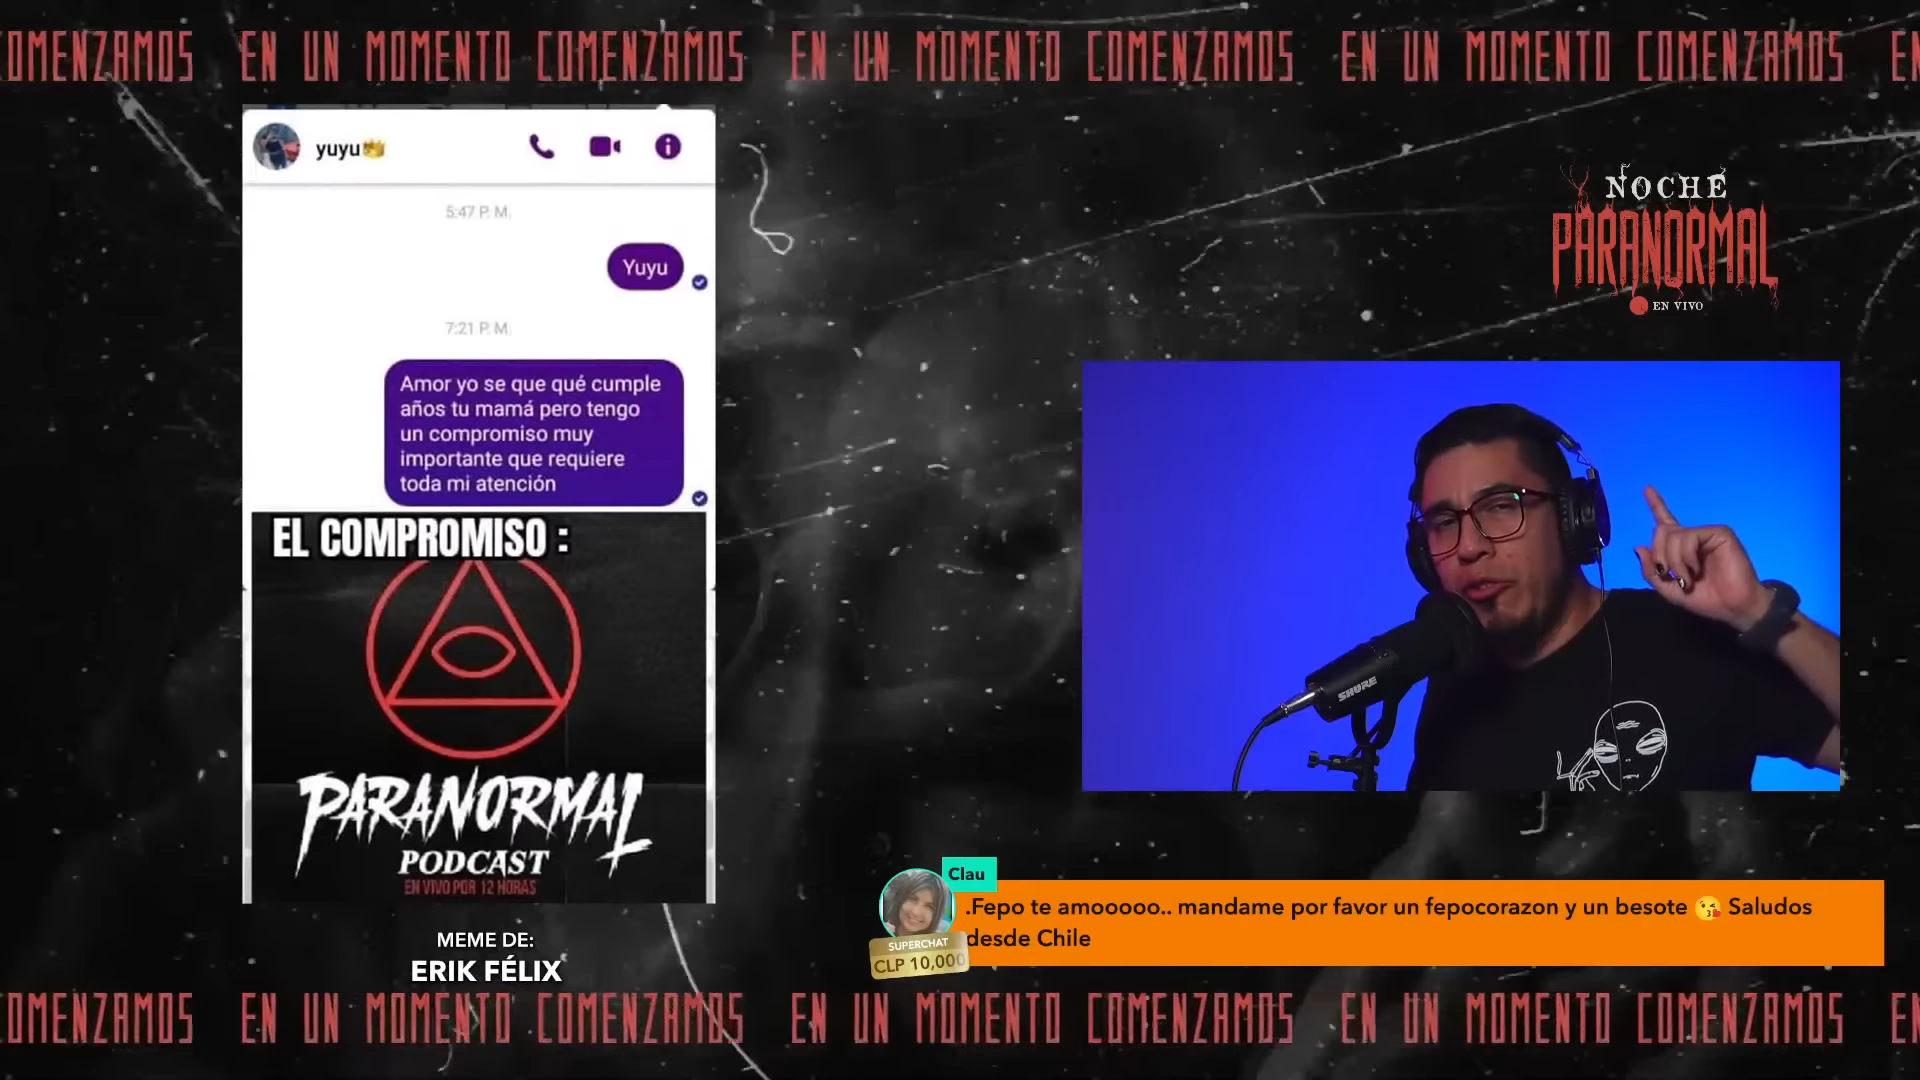 OMENZAMOS EN UN MOMENTO COMENZAMOS EN UN MOMENTO COMENZAMOS EN UN MOMENTO COMENZAMOS EN
yuyu
5:47 P. M.
Yuyu
7:21 P. M.
Amor yo se que qué cumple
años tu mamá pero tengo
un compromiso muy
importante que requiere
toda mi atención
EL COMPROMISO :
PARANORMAL
PODCAST
EN VIVO POR 12 HORAS
MEME DE:
ERIK FÉLIX
NOCHE
PARANORMAL
EN VIVO
SHURE
Clau
.Fepo te amooooo.. mandame por favor un fepocorazon y un besote 😘 Saludos
desde Chile
SUPERCHAT
CLP 10,000
OMENZAMOS EN UN MOMENTO COMENZAMOS EN UN MOMENTO COMENZAMOS EN UN MOMENTO COMENZAMOS EN